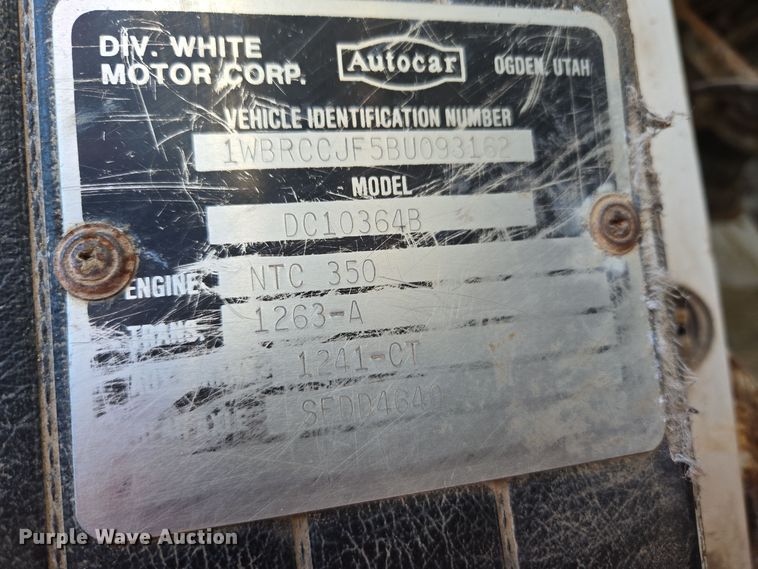 DIV. WHITE
MOTOR CORP.
Autocar
OGDEN, UTAH
VEHICLE IDENTIFICATION NUMBER
1WBRCCJF5BU093162
MODEL
DC10364B
ENGINE NTC 350
TRANS. 1263-A
1241-CT
SFDD4640
Purple Wave Auction